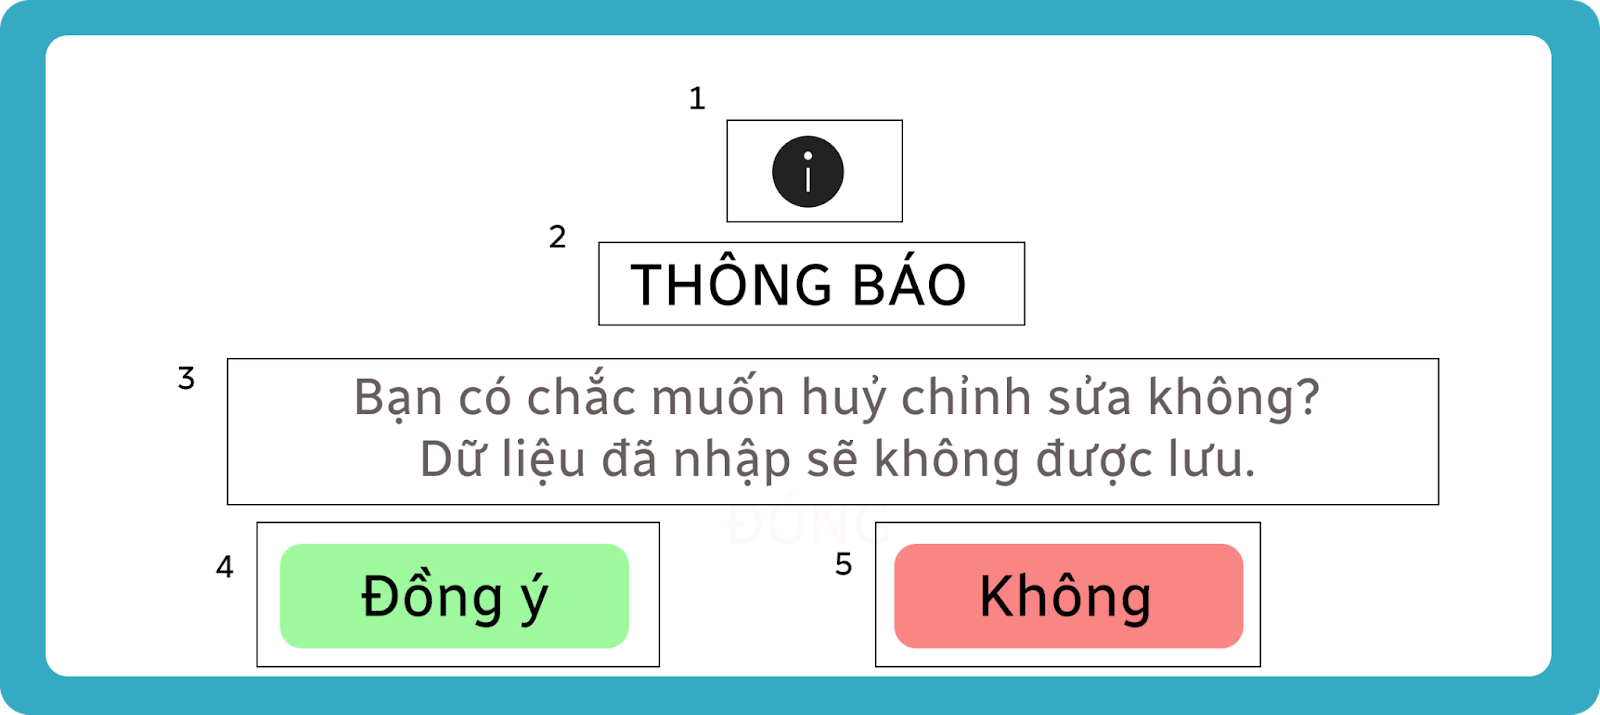 1
i
2
THÔNG BÁO
3
Bạn có chắc muốn huỷ chỉnh sửa không?
Dữ liệu đã nhập sẽ không được lưu.
ĐÓNG
4
Đồng ý
5
Không